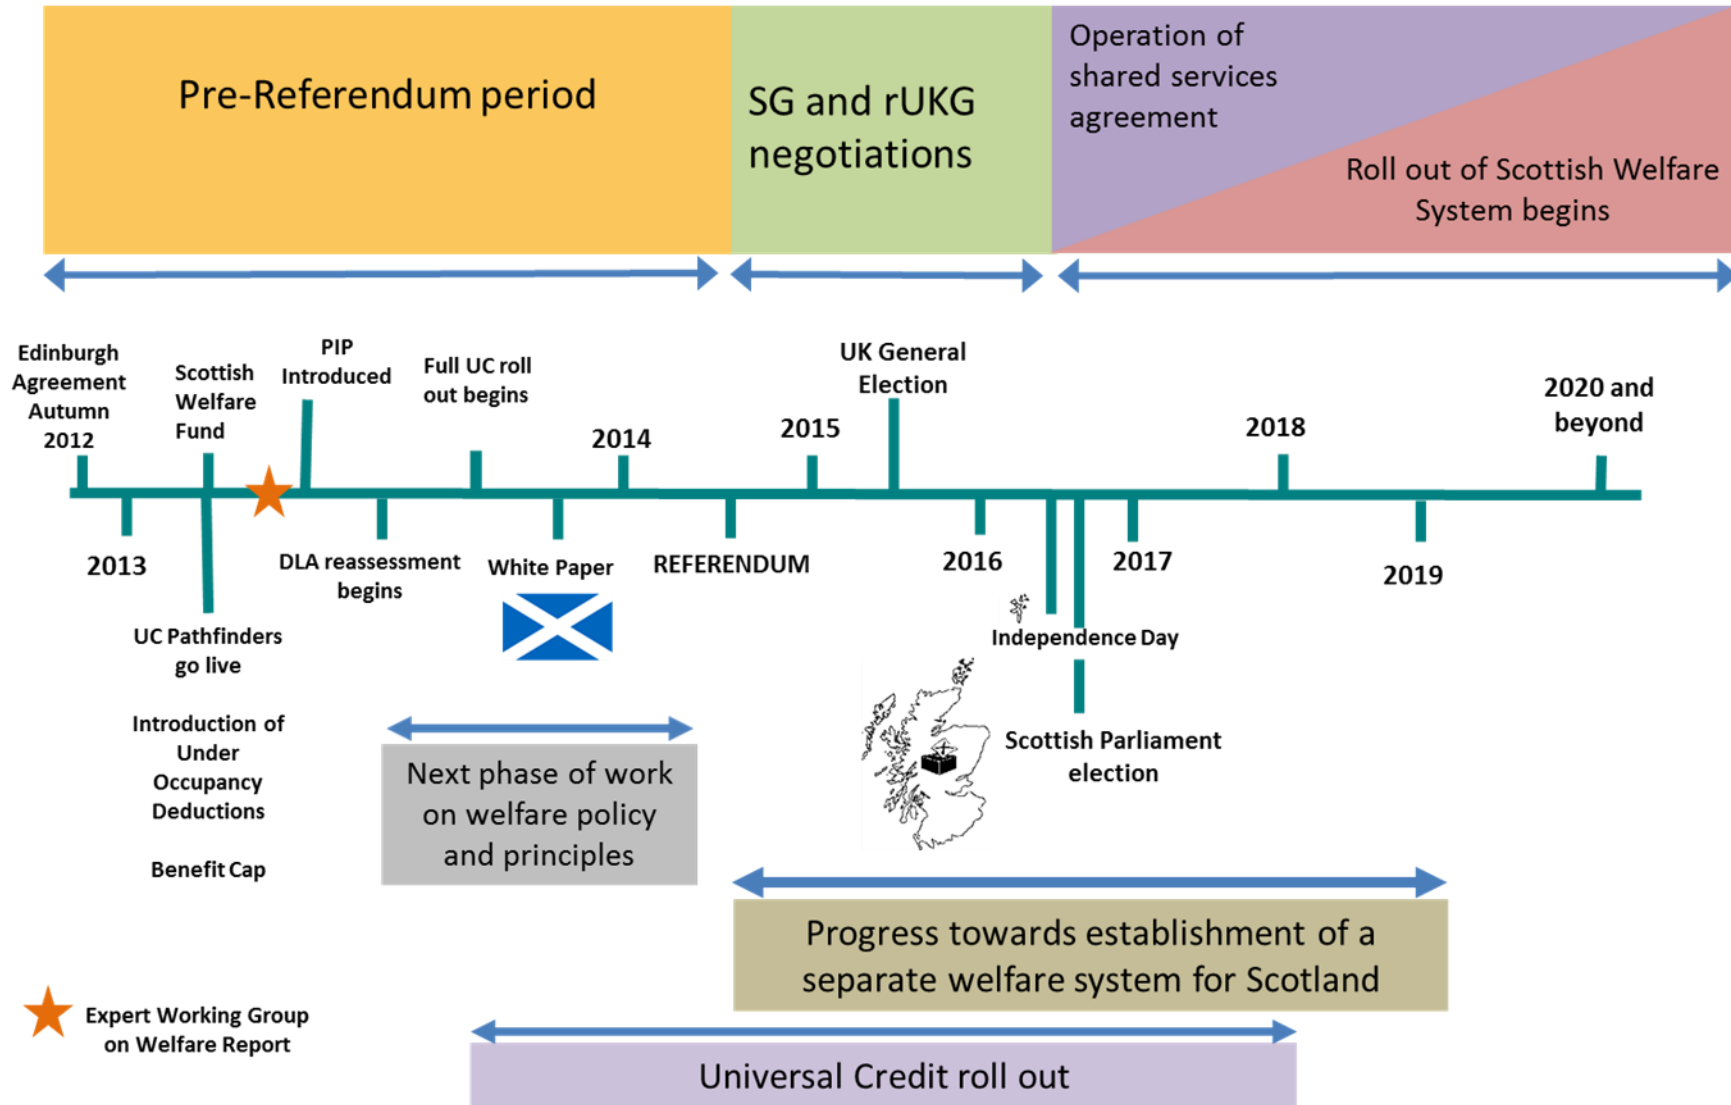 Pre-Referendum period
SG and rUKG
negotiations
Operation of
shared services
agreement
Roll out of Scottish Welfare
System begins
Edinburgh
Agreement
Autumn
2012
Scottish
Welfare
Fund
PIP
Introduced
Full UC roll
out begins
2014
2015
UK General
Election
2018
2020 and
beyond
2013
UC Pathfinders
go live
Introduction of
Under
Occupancy
Deductions
Benefit Cap
DLA reassessment
begins
White Paper
REFERENDUM
2016
Independence Day
Scottish Parliament
election
2017
2019
Next phase of work
on welfare policy
and principles
Progress towards establishment of a
separate welfare system for Scotland
Expert Working Group
on Welfare Report
Universal Credit roll out